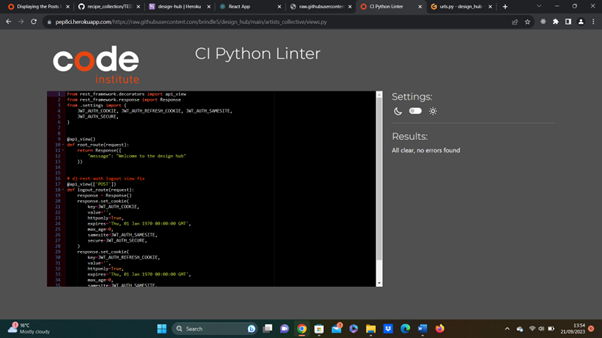 Displaying the Posts
recipe_collection/TE
design-hub | Heroku
React App
raw.githubusercontent.com/brindle
CI Python Linter
urls.py - design_hub
pep8ci.herokuapp.com/https://raw.githubusercontent.com/brindle5/design_hub/main/artists_collective/views.py
code
institute
CI Python Linter
1 from rest_framework.decorators import api_view
2 from rest_framework.response import Response
3 from .settings import (
4 JWT_AUTH_COOKIE, JWT_AUTH_REFRESH_COOKIE, JWT_AUTH_SAMESITE,
5 JWT_AUTH_SECURE,
6 )
7
8
9 @api_view()
10 def root_route(request):
11 return Response({
12 "message": "Welcome to the design hub"
13 })
14
15
16 # dj-rest-auth logout view fix
17 @api_view(['POST'])
18 def logout_route(request):
19 response = Response()
20 response.set_cookie(
21 key=JWT_AUTH_COOKIE,
22 value='',
23 httponly=True,
24 expires='Thu, 01 Jan 1970 00:00:00 GMT',
25 max_age=0,
26 samesite=JWT_AUTH_SAMESITE,
27 secure=JWT_AUTH_SECURE,
28 )
29 response.set_cookie(
30 key=JWT_AUTH_REFRESH_COOKIE,
31 value='',
32 httponly=True,
33 expires='Thu, 01 Jan 1970 00:00:00 GMT',
34 max_age=0,
35 samesite=JWT_AUTH_SAMESITE,
Settings:
Results:
All clear, no errors found
16°C
Mostly cloudy
Search
13:54
21/09/2023